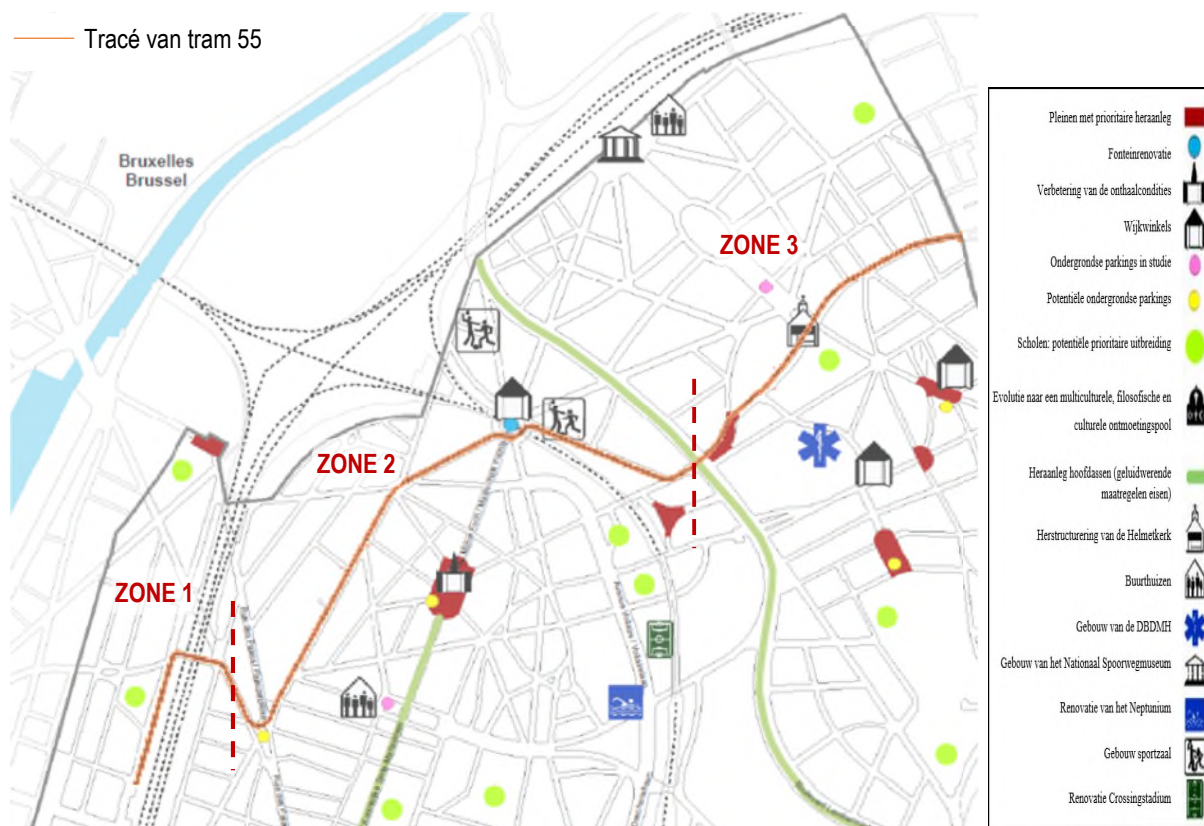 Tracé van tram 55
Bruxelles
Brussel
ZONE 3
ZONE 2
ZONE 1
Pleinen met prioritaire heraanleg
Fonteinrenovatie
Verbetering van de onthaalcondities
Wijkwinkels
Ondergrondse parkings in studie
Potentiële ondergrondse parkings
Scholen: potentiële prioritaire uitbreiding
Evolutie naar een multiculturele, filosofische en
culturele ontmoetingspool
Heraanleg hoofdassen (geluidwerende
maatregelen eisen)
Herstructurering van de Helmetkerk
Buurthuizen
Gebouw van de DBDMH
Gebouw van het Nationaal Spoorwegmuseum
Renovatie van het Neptunium
Gebouw sportzaal
Renovatie Crossingstadium